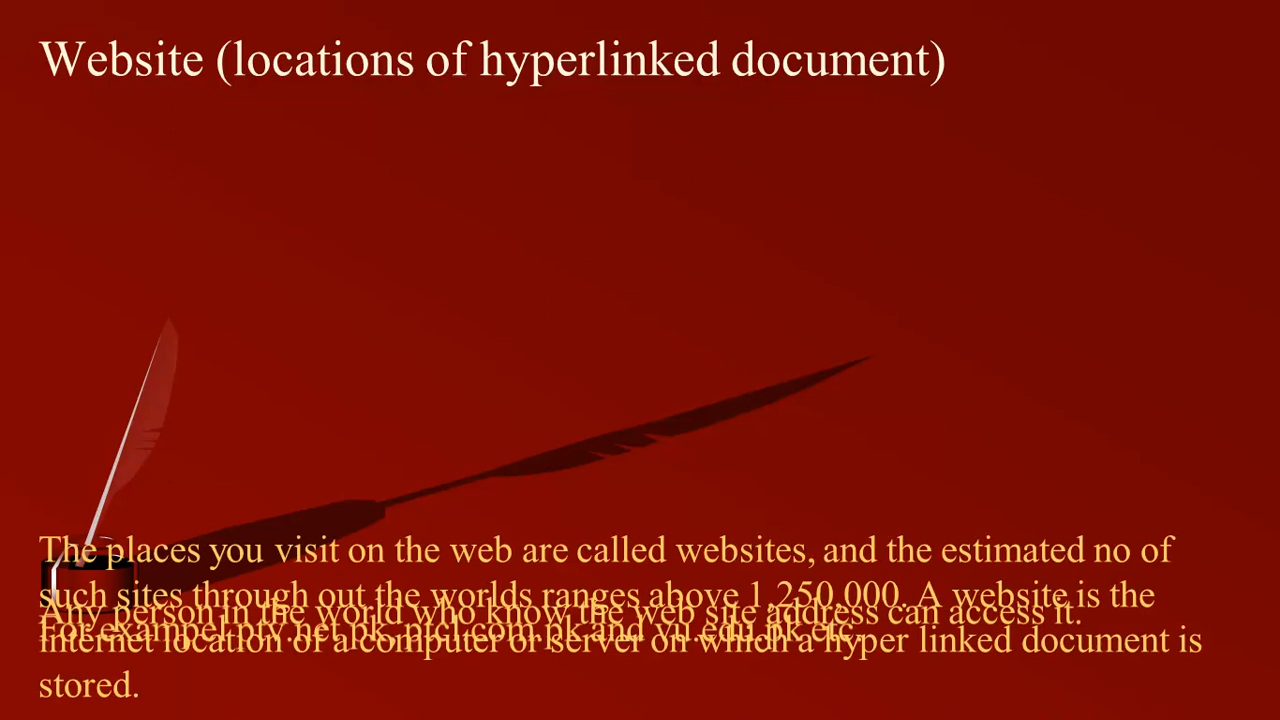 Website (locations of hyperlinked document)
The places you visit on the web are called websites, and the estimated no of
such sites through out the worlds ranges above 1,250,000. A website is the
Any person in the world who know the web site address can access it.
For exampel ptv.net.pk, ptcl.com.pk and vu.edu.pk etc.
internet location of a computer or server on which a hyper linked document is
stored.